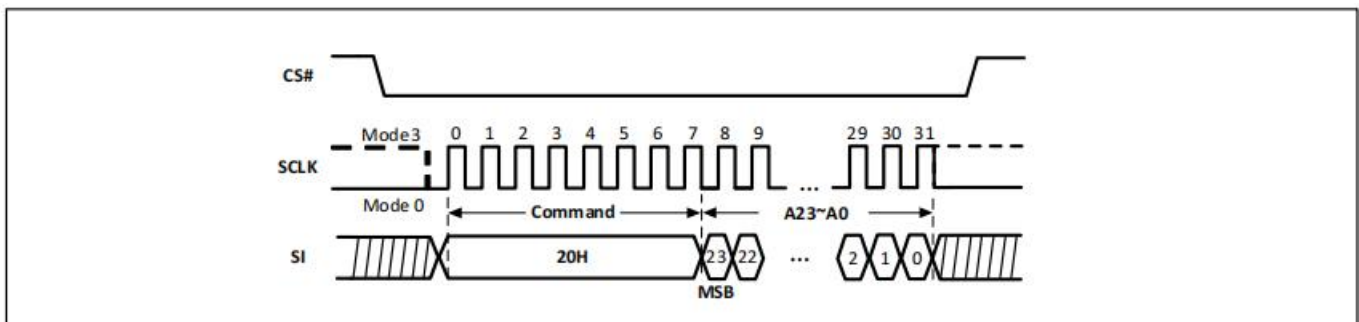 CS#
Mode3 0 1 2 3 4 5 6 7 8 9 29 30 31
SCLK
...
Mode 0 Command A23~A0
SI 20H 23 22 ... 2 1 0
MSB